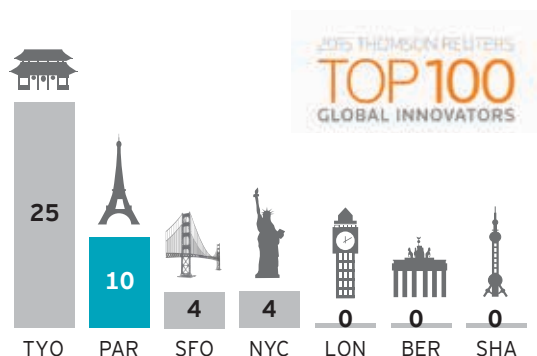 2015 THOMSON REUTERS
TOP 100
GLOBAL INNOVATORS
25
10
4
4
0
0
0
TYO PAR SFO NYC LON BER SHA